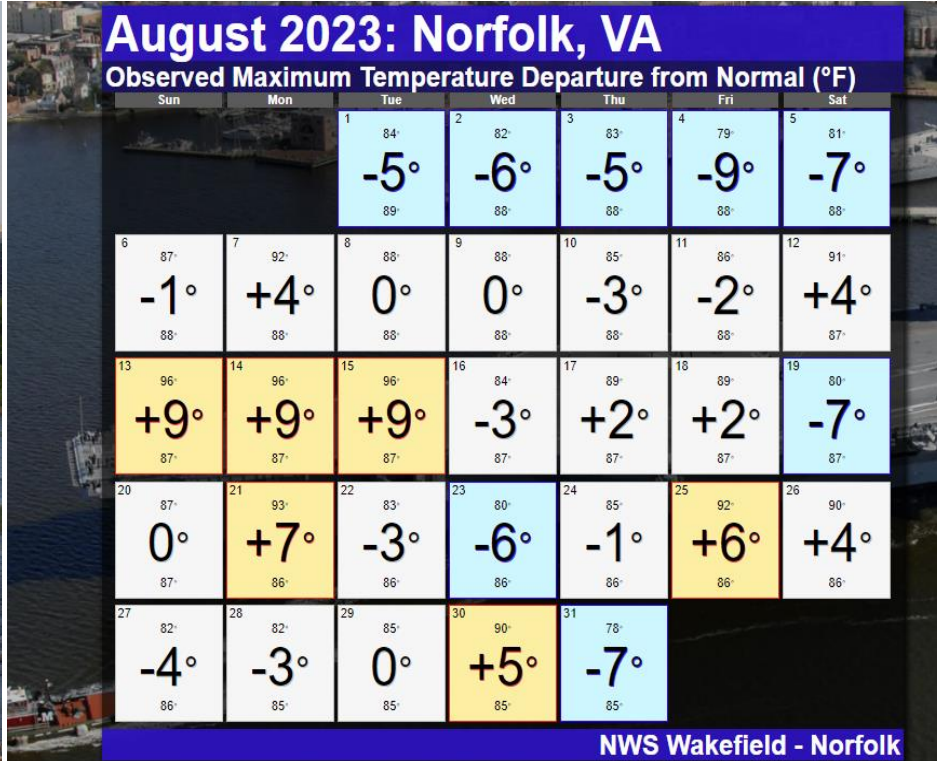 August 2023: Norfolk, VA
Observed Maximum Temperature Departure from Normal (°F)
Sun Mon Tue Wed Thu Fri Sat
1 2 3 4 5
84° 82° 83° 79° 81°
-5° -6° -5° -9° -7°
89° 88° 88° 88° 88°
6 7 8 9 10 11 12
87° 92° 88° 88° 85° 86° 91°
-1° +4° 0° 0° -3° -2° +4°
88° 88° 88° 88° 88° 88° 87°
13 14 15 16 17 18 19
96° 96° 96° 84° 89° 89° 80°
+9° +9° +9° -3° +2° +2° -7°
87° 87° 87° 87° 87° 87° 87°
20 21 22 23 24 25 26
87° 93° 83° 80° 85° 92° 90°
0° +7° -3° -6° -1° +6° +4°
87° 86° 86° 86° 86° 86° 86°
27 28 29 30 31
82° 82° 85° 90° 78°
-4° -3° 0° +5° -7°
86° 85° 85° 85° 85°
NWS Wakefield - Norfolk